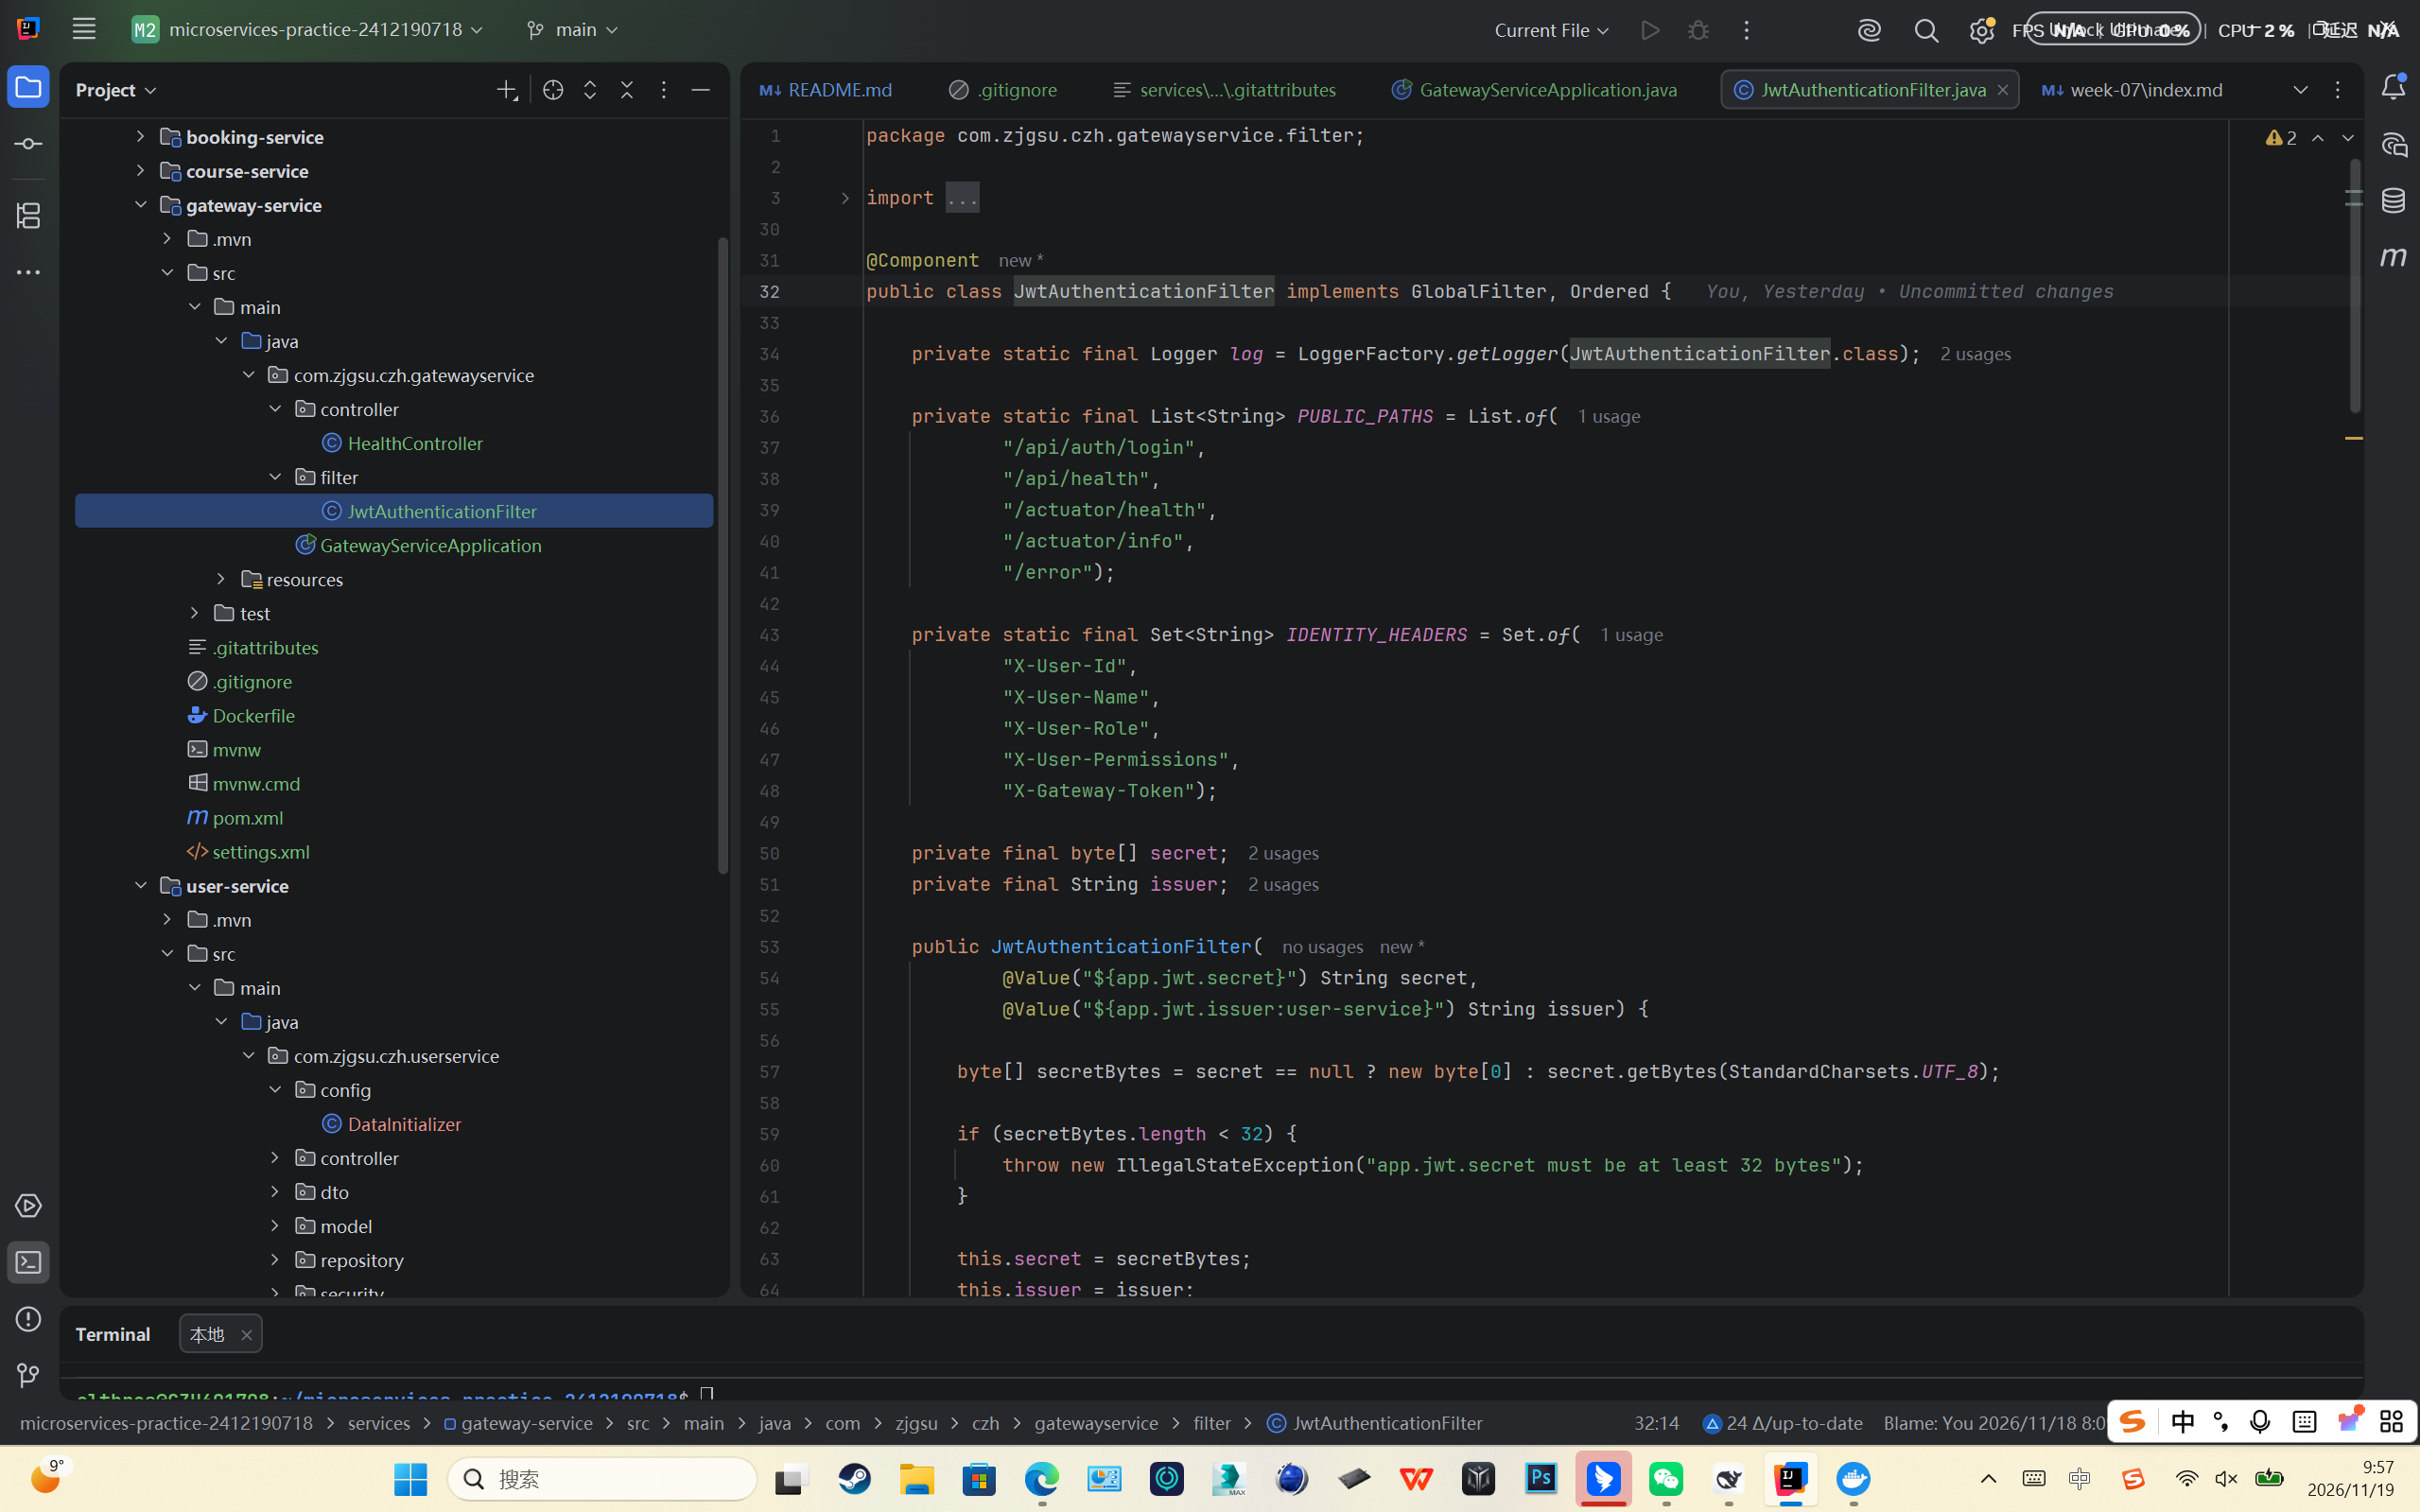 M2 microservices-practice-2412190718 main Current File FPS N/A GPU 0% | CPU 2% | 延迟 N/A
Project
README.md .gitignore services\...\.gitattributes GatewayServiceApplication.java JwtAuthenticationFilter.java week-07\index.md
booking-service
course-service
gateway-service
.mvn
src
main
java
com.zjgsu.czh.gatewayservice
controller
HealthController
filter
JwtAuthenticationFilter
GatewayServiceApplication
resources
test
.gitattributes
.gitignore
Dockerfile
mvnw
mvnw.cmd
pom.xml
settings.xml
user-service
.mvn
src
main
java
com.zjgsu.czh.userservice
config
DataInitializer
controller
dto
model
repository
security
2
1 package com.zjgsu.czh.gatewayservice.filter;
2
3 import ...
30
31 @Component new *
32 public class JwtAuthenticationFilter implements GlobalFilter, Ordered { You, Yesterday • Uncommitted changes
33
34 private static final Logger log = LoggerFactory.getLogger(JwtAuthenticationFilter.class); 2 usages
35
36 private static final List<String> PUBLIC_PATHS = List.of( 1 usage
37 "/api/auth/login",
38 "/api/health",
39 "/actuator/health",
40 "/actuator/info",
41 "/error");
42
43 private static final Set<String> IDENTITY_HEADERS = Set.of( 1 usage
44 "X-User-Id",
45 "X-User-Name",
46 "X-User-Role",
47 "X-User-Permissions",
48 "X-Gateway-Token");
49
50 private final byte[] secret; 2 usages
51 private final String issuer; 2 usages
52
53 public JwtAuthenticationFilter( no usages new *
54 @Value("${app.jwt.secret}") String secret,
55 @Value("${app.jwt.issuer:user-service}") String issuer) {
56
57 byte[] secretBytes = secret == null ? new byte[0] : secret.getBytes(StandardCharsets.UTF_8);
58
59 if (secretBytes.length < 32) {
60 throw new IllegalStateException("app.jwt.secret must be at least 32 bytes");
61 }
62
63 this.secret = secretBytes;
64 this.issuer = issuer;
Terminal 本地
microservices-practice-2412190718 > services > gateway-service > src > main > java > com > zjgsu > czh > gatewayservice > filter > JwtAuthenticationFilter 32:14 24 Δ/up-to-date Blame: You 2026/11/18 8:0 中
9° 搜索 中 9:57
2026/11/19